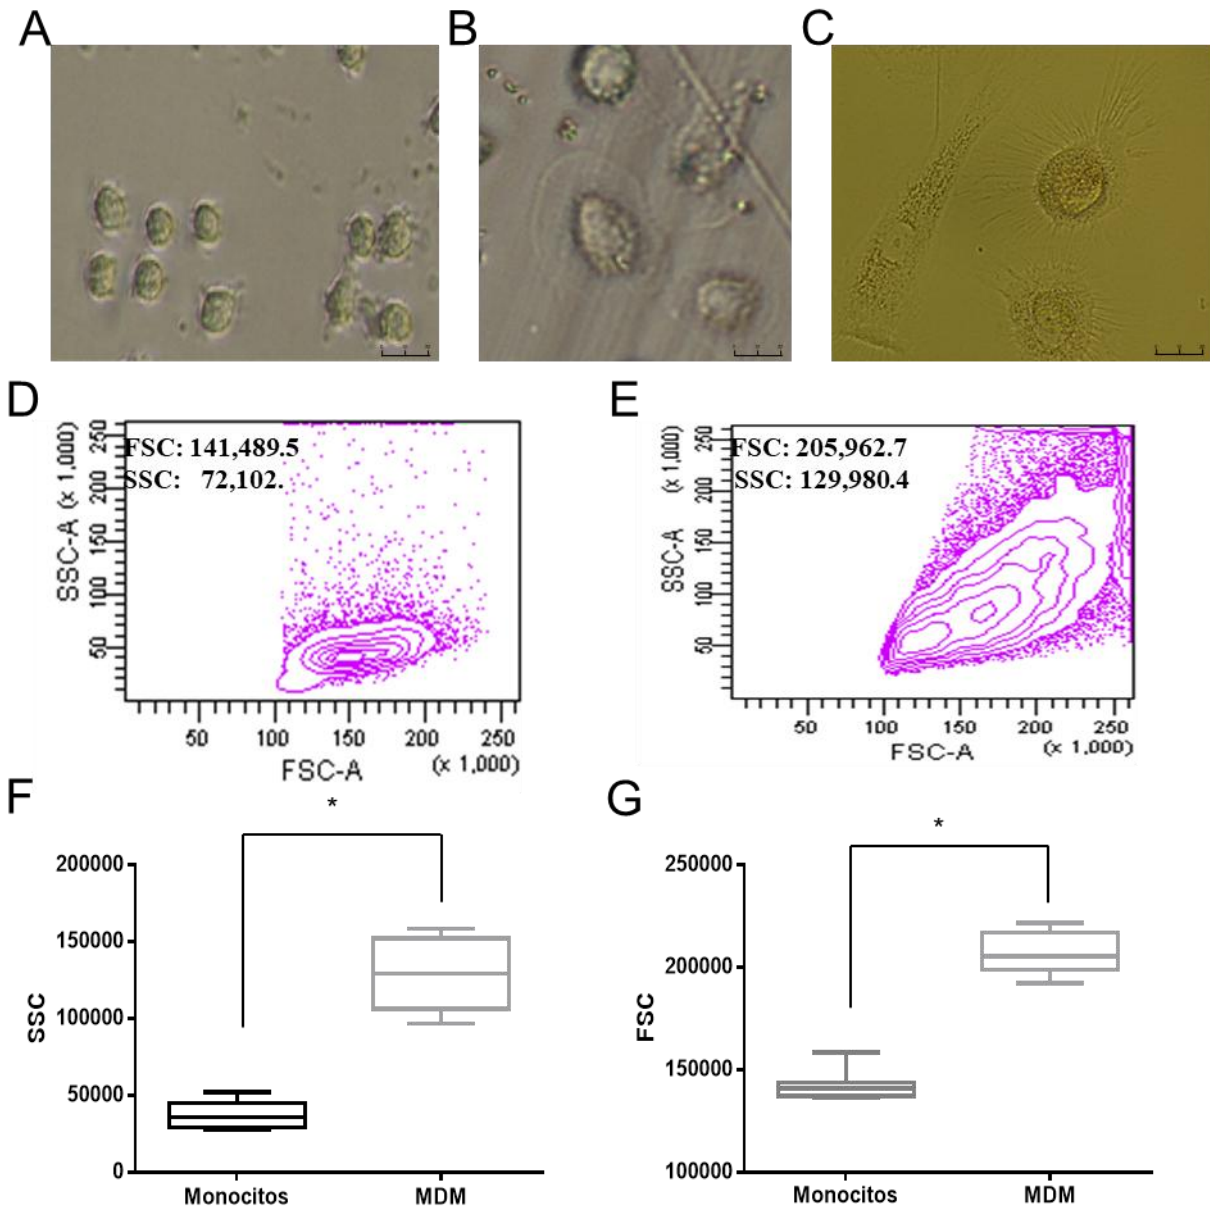 A
B
C
D
FSC: 141,489.5
SSC: 72,102.
SSC-A (x 1,000)
250
200
150
100
50
50 100 150 200 250
FSC-A (x 1,000)
E
FSC: 205,962.7
SSC: 129,980.4
SSC-A (x 1,000)
250
200
150
100
50
50 100 150 200 250
FSC-A (x 1,000)
F
*
200000
150000
100000
50000
0
SSC
Monocitos MDM
G
*
250000
200000
150000
100000
FSC
Monocitos MDM